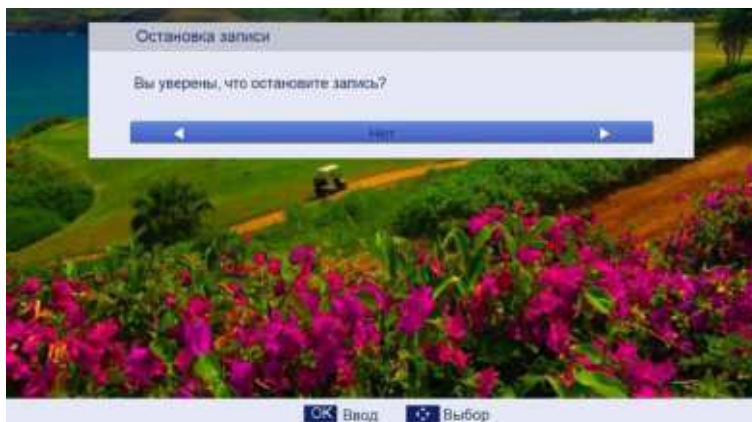 Остановка записи
Вы уверены, что остановите запись?
Нет
OK Ввод Выбор